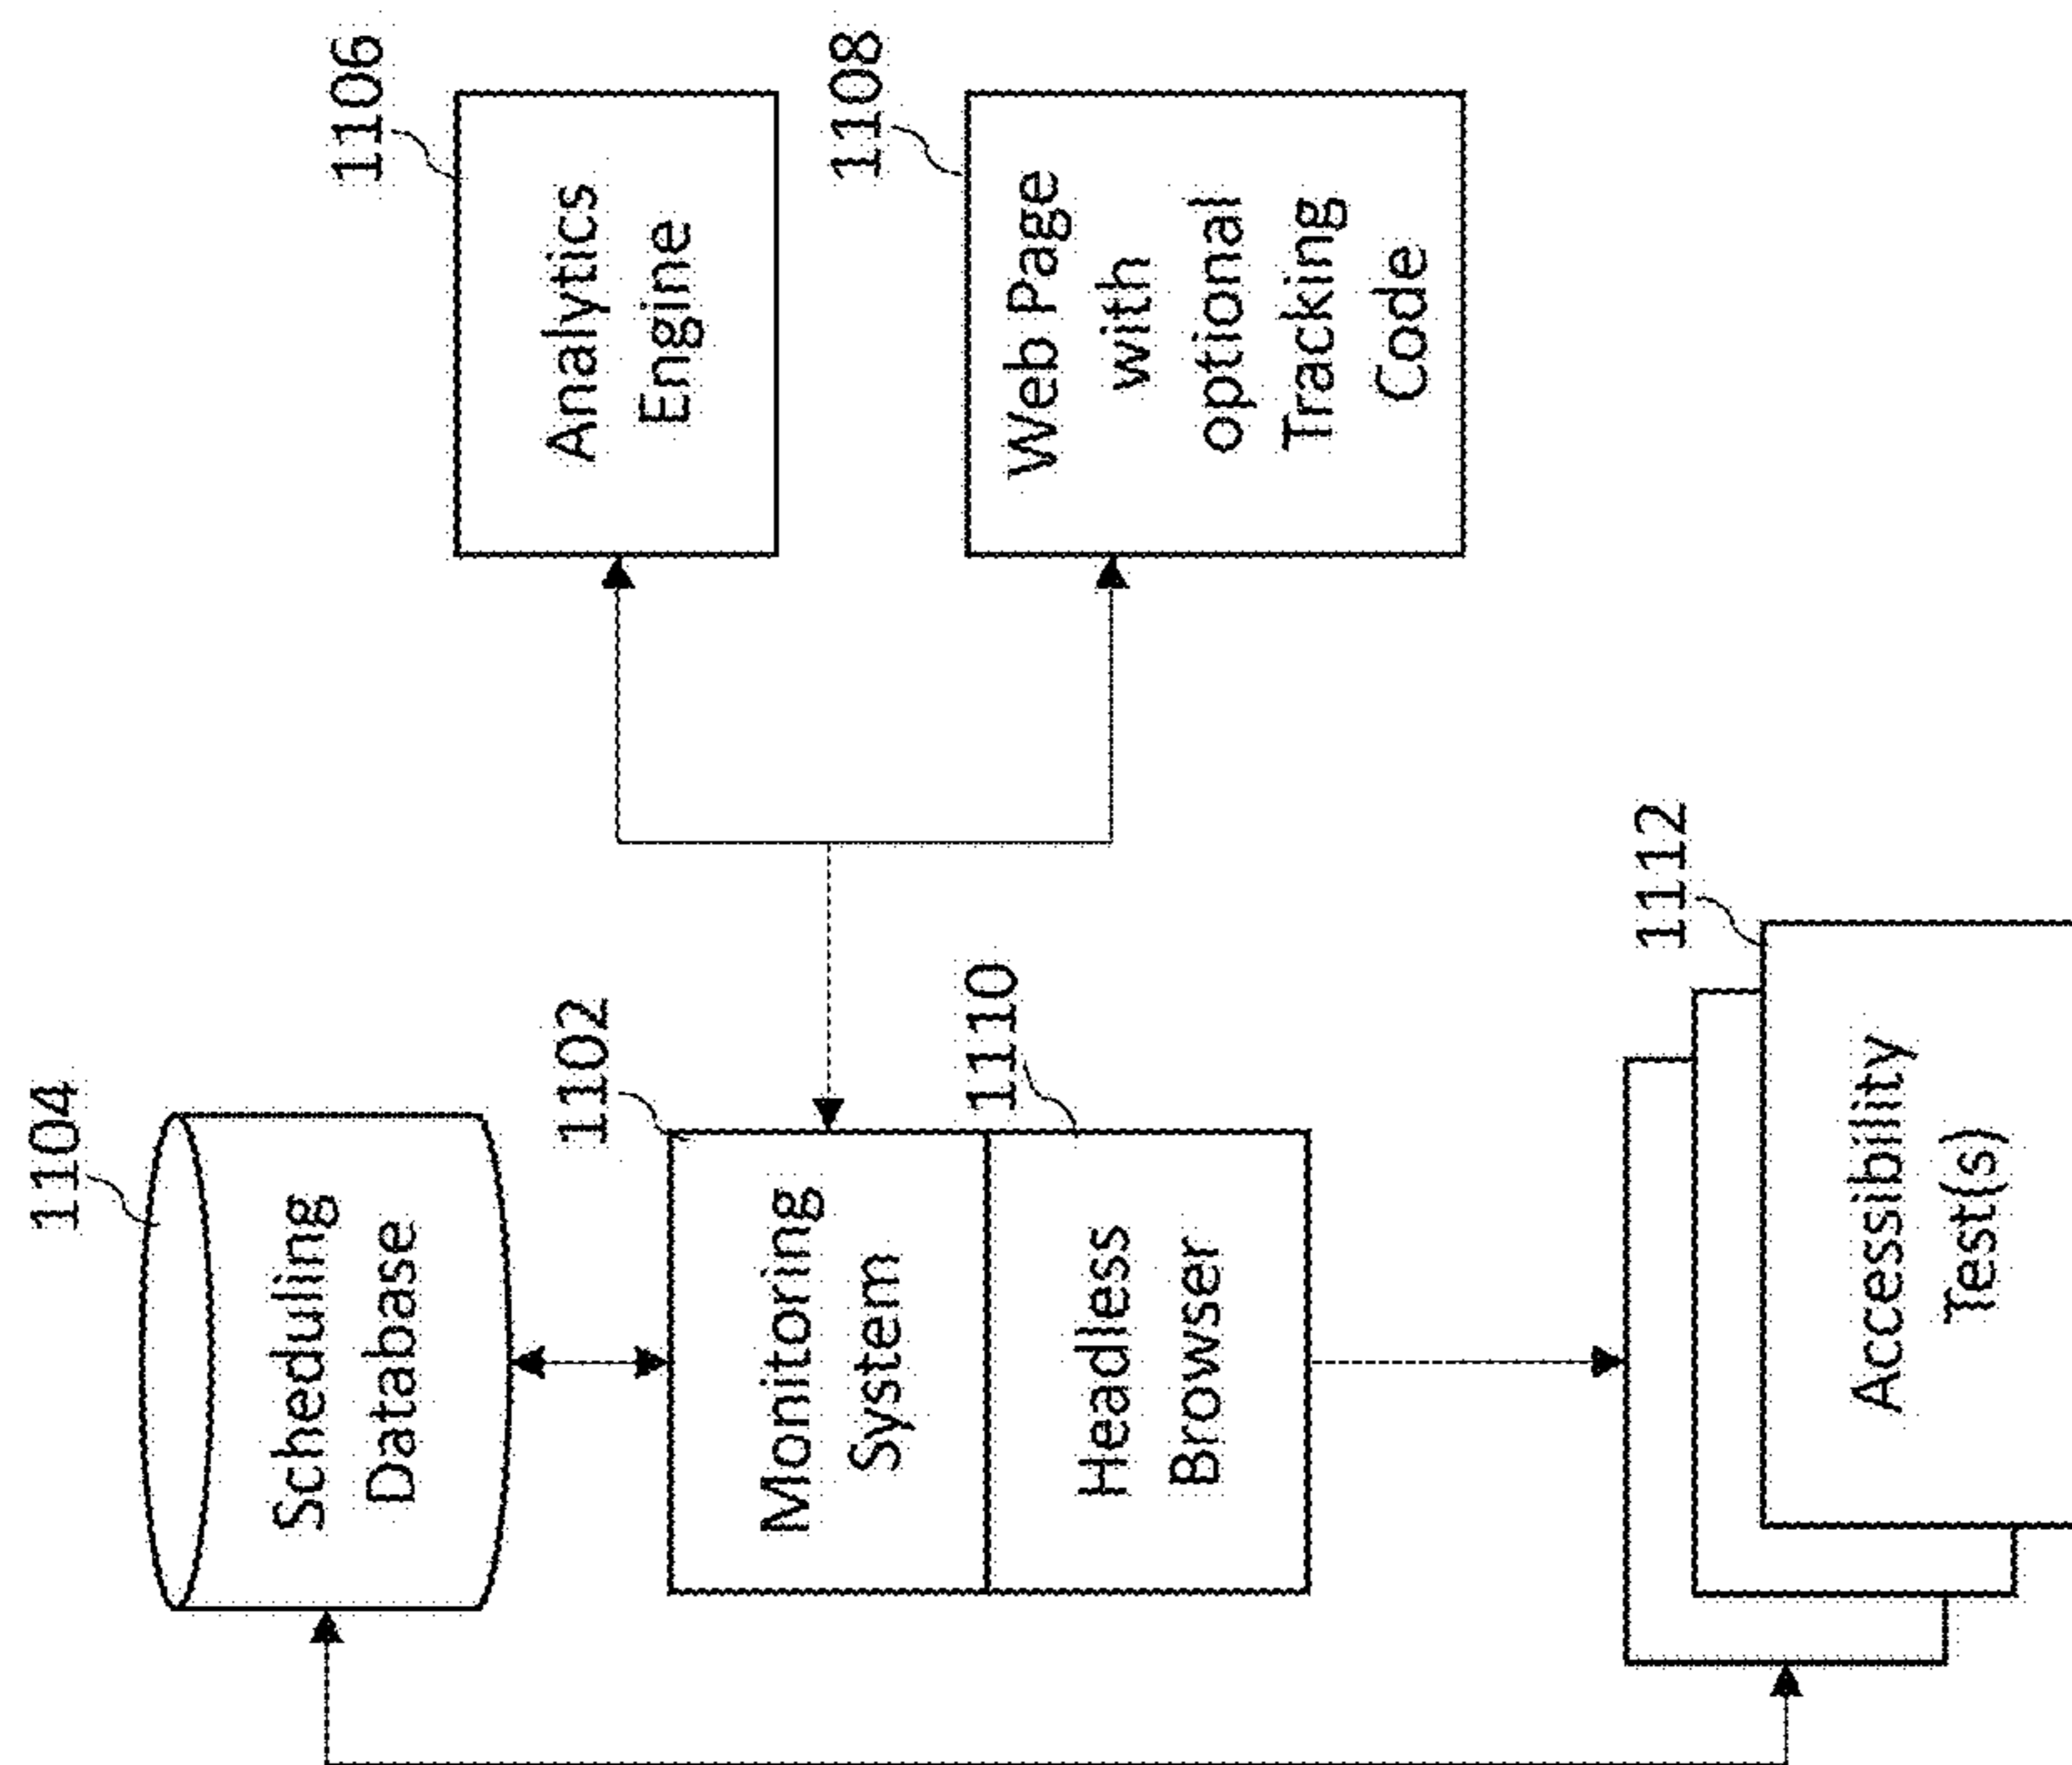 1104
Scheduling
Database
1102
Monitoring
System
1110
Headless
Browser
1106
Analytics
Engine
1108
Web Page
with
optional
Tracking
Code
1112
Accessibility
Test(s)